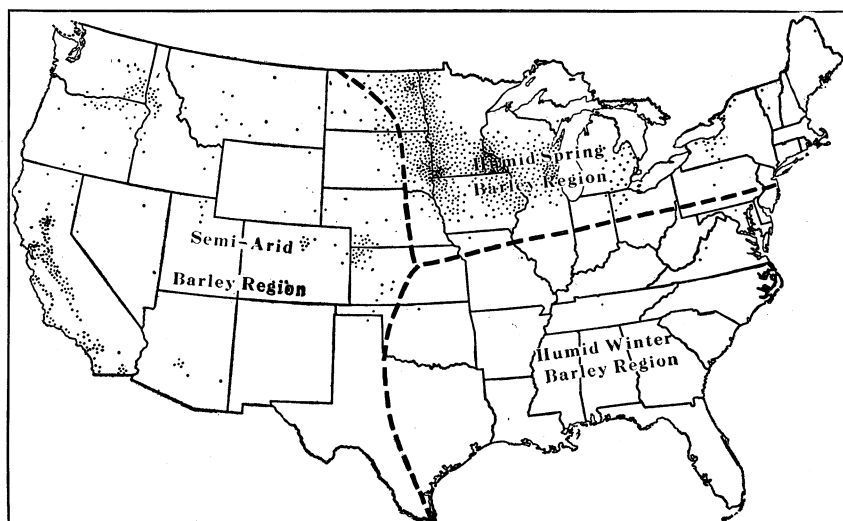 Humid Spring
Barley Region
Semi-Arid
Barley Region
Humid Winter
Barley Region